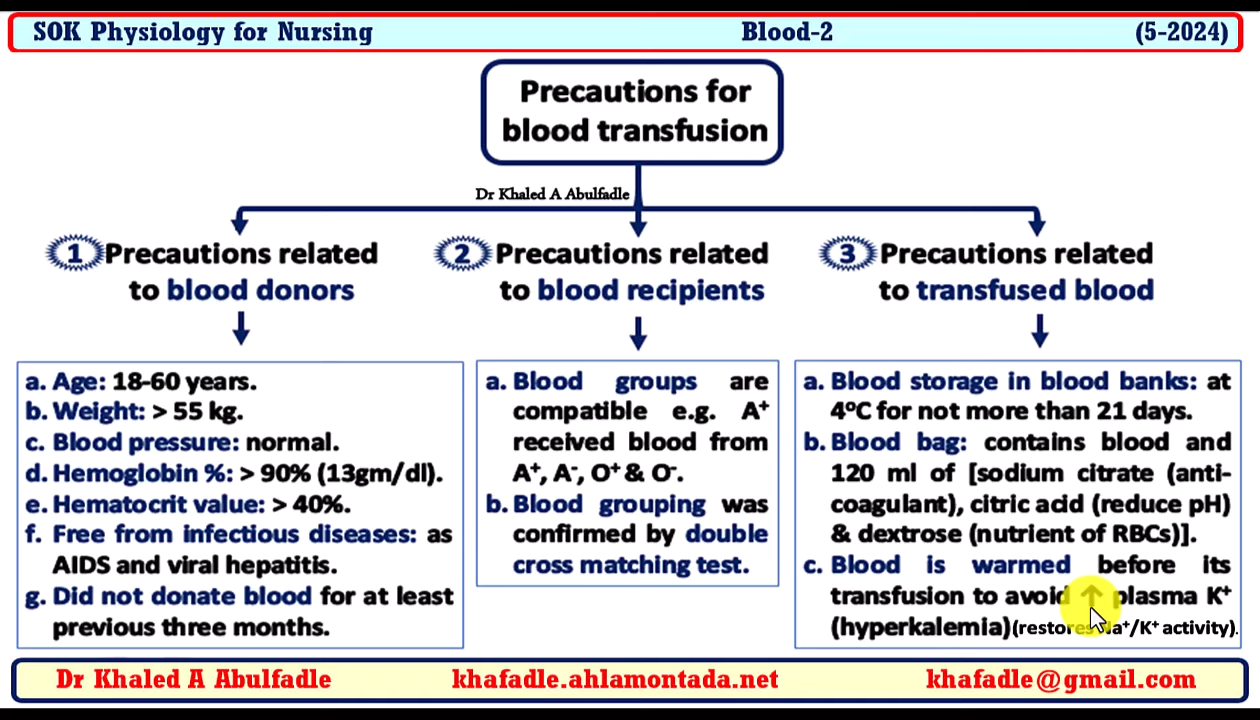 SOK Physiology for Nursing Blood-2 (5-2024)
Precautions for
blood transfusion
Dr Khaled A Abulfadle
1 Precautions related
to blood donors
a. Age: 18-60 years.
b. Weight: > 55 kg.
c. Blood pressure: normal.
d. Hemoglobin %: > 90% (13gm/dl).
e. Hematocrit value: > 40%.
f. Free from infectious diseases: as
AIDS and viral hepatitis.
g. Did not donate blood for at least
previous three months.
2 Precautions related
to blood recipients
a. Blood groups are
compatible e.g. A⁺
received blood from
A⁺, A⁻, O⁺ & O⁻.
b. Blood grouping was
confirmed by double
cross matching test.
3 Precautions related
to transfused blood
a. Blood storage in blood banks: at
4ºC for not more than 21 days.
b. Blood bag: contains blood and
120 ml of [sodium citrate (anti-
coagulant), citric acid (reduce pH)
& dextrose (nutrient of RBCs)].
c. Blood is warmed before its
transfusion to avoid ↑ plasma K⁺
(hyperkalemia) (restores Na⁺/K⁺ activity).
Dr Khaled A Abulfadle khafadle.ahlamontada.net khafadle@gmail.com